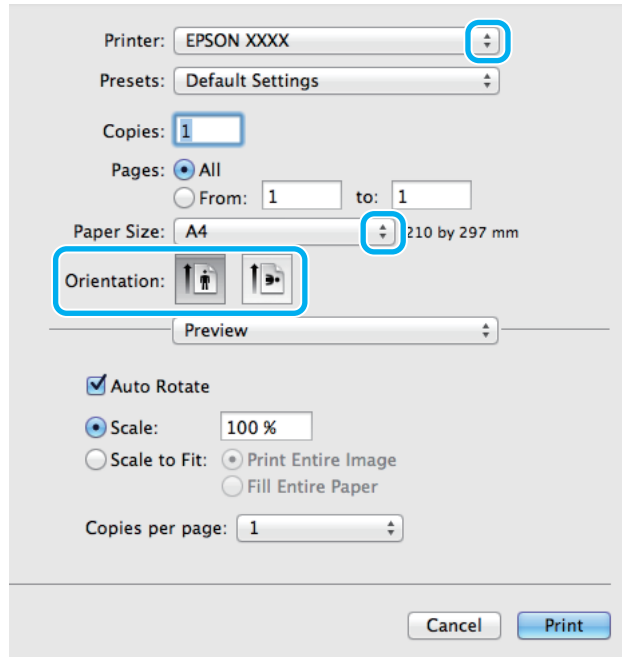 Printer: EPSON XXXX
Presets: Default Settings
Copies: 1
Pages: All
From: 1 to: 1
Paper Size: A4 210 by 297 mm
Orientation:
Preview
Auto Rotate
Scale: 100 %
Scale to Fit: Print Entire Image
Fill Entire Paper
Copies per page: 1
Cancel Print